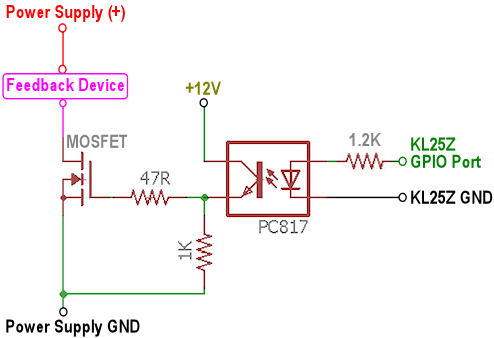 Power Supply (+)
Feedback Device
+12V
MOSFET
1.2K
KL25Z
GPIO Port
47R
KL25Z GND
PC817
1K
Power Supply GND